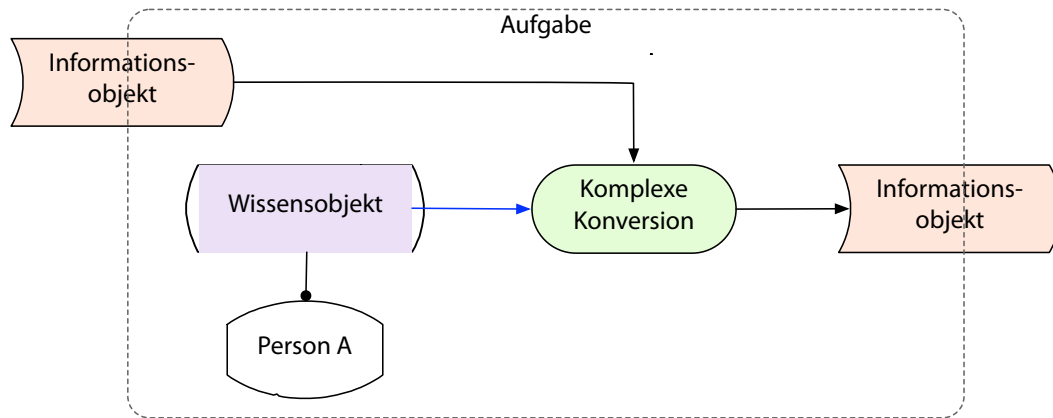 Aufgabe
Informations-
objekt
Wissensobjekt
Komplexe
Konversion
Informations-
objekt
Person A